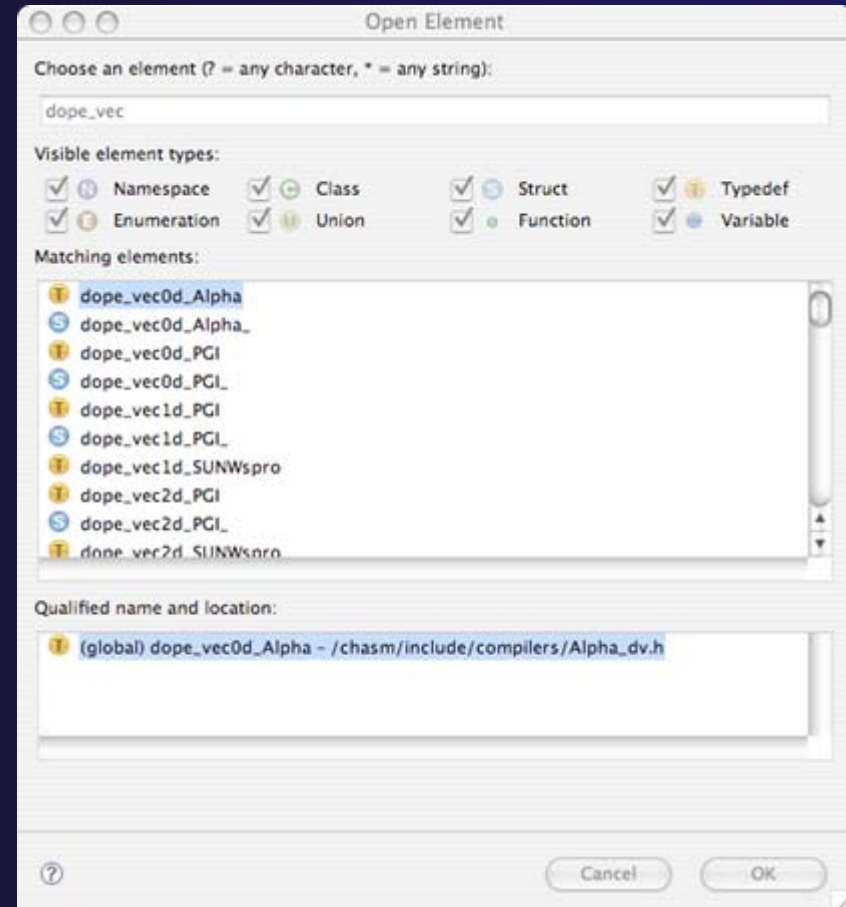 Open Element
Choose an element (? = any character, * = any string):
dope_vec
Visible element types:
Namespace Class Struct Typedef
Enumeration Union Function Variable
Matching elements:
dope_vec0d_Alpha
dope_vec0d_Alpha_
dope_vec0d_PGI
dope_vec0d_PGI_
dope_vec1d_PGI
dope_vec1d_PGI_
dope_vec1d_SUNWspro
dope_vec2d_PGI
dope_vec2d_PGI_
dope_vec2d_SUNWspro
Qualified name and location:
(global) dope_vec0d_Alpha - /chasm/include/compilers/Alpha_dv.h
Cancel OK